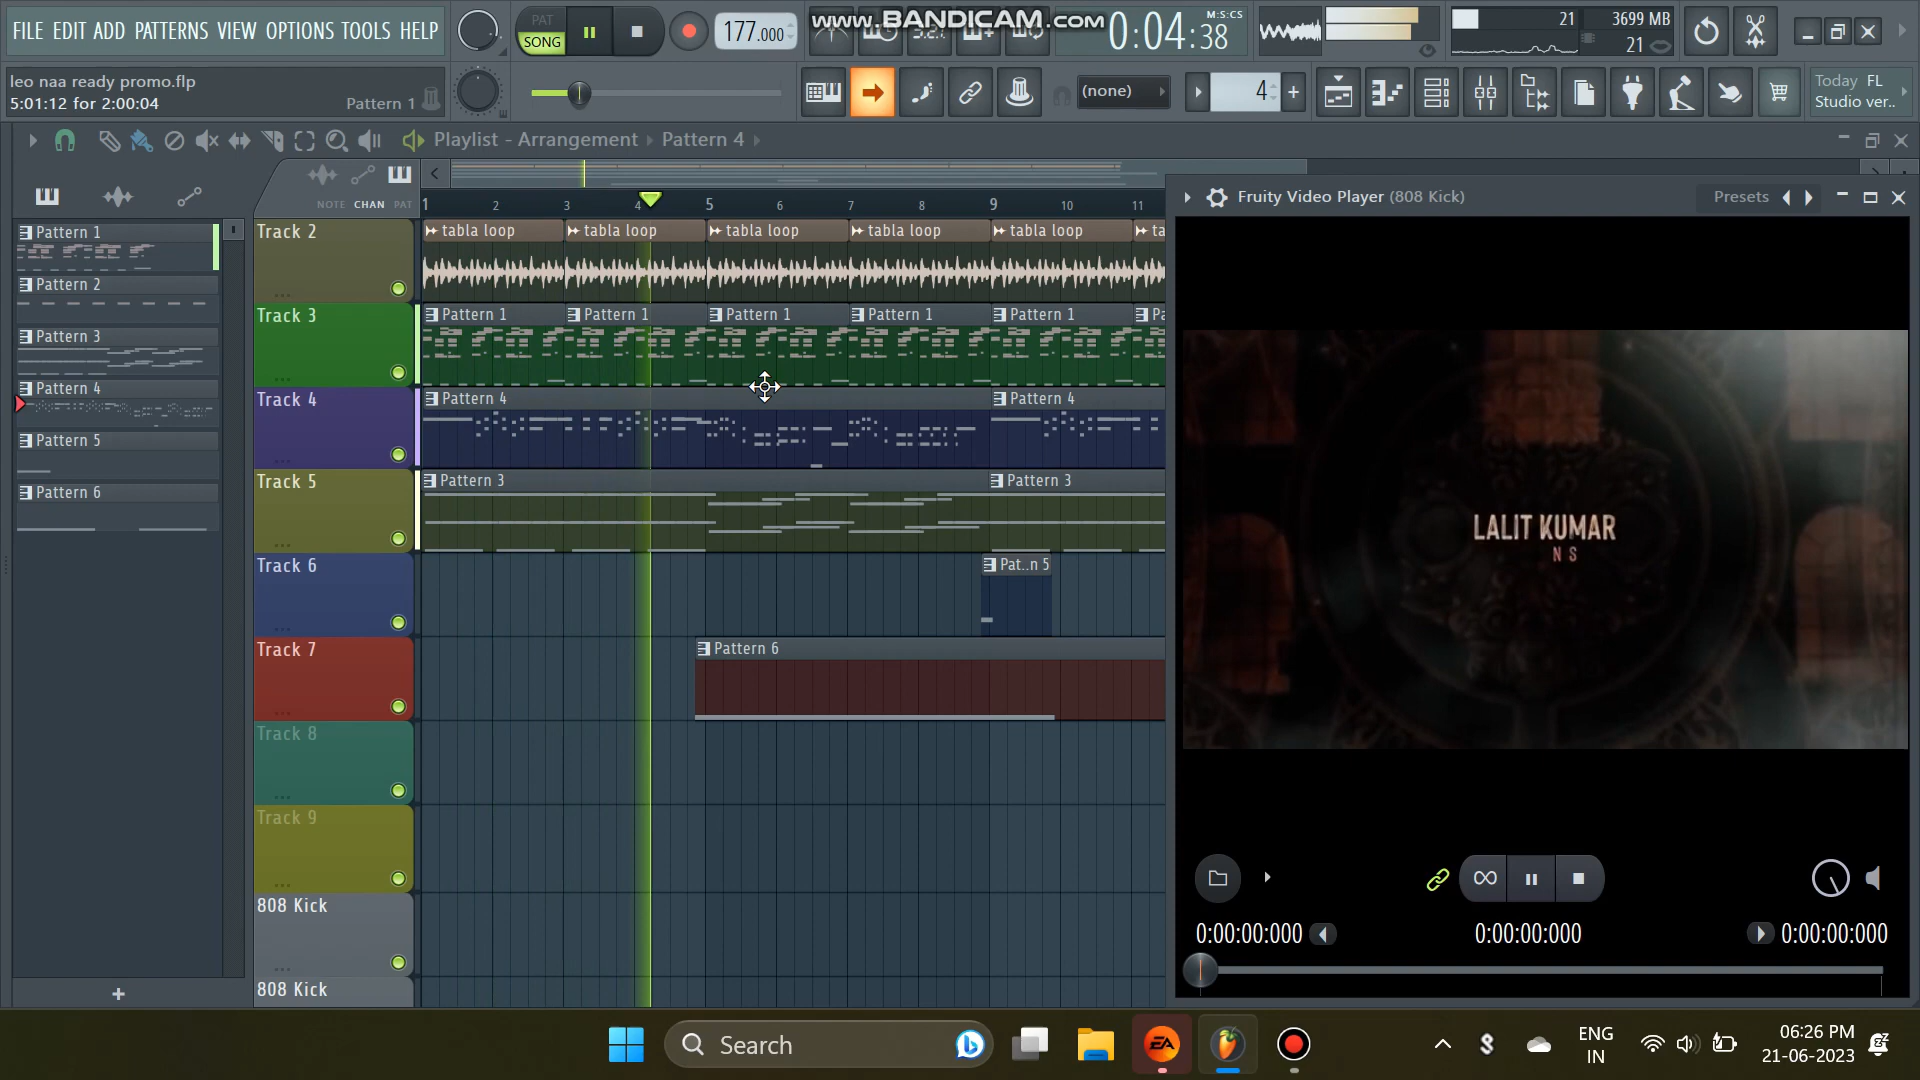 FILE EDIT ADD PATTERNS VIEW OPTIONS TOOLS HELP
PAT
SONG
177.000
www.BANDICAM.com
M:S:CS
0:04:38
21
3699 MB
21
leo naa ready promo.flp
5:01:12 for 2:00:04
Pattern 1
(none)
4
Today FL
Studio ver..
Playlist - Arrangement
Pattern 4
NOTE CHAN PAT
1 2 3 4 5 6 7 8 9 10 11
Pattern 1
Pattern 2
Pattern 3
Pattern 4
Pattern 5
Pattern 6
Track 2
tabla loop tabla loop tabla loop tabla loop tabla loop ta
Track 3
Pattern 1 Pattern 1 Pattern 1 Pattern 1 Pattern 1 Pa
Track 4
Pattern 4 Pattern 4
Track 5
Pattern 3 Pattern 3
Track 6
Pat..n 5
Track 7
Pattern 6
Track 8
Track 9
808 Kick
808 Kick
Fruity Video Player (808 Kick)
Presets
LALIT KUMAR
N S
0:00:00:000
0:00:00:000
0:00:00:000
Search
ENG
IN
06:26 PM
21-06-2023